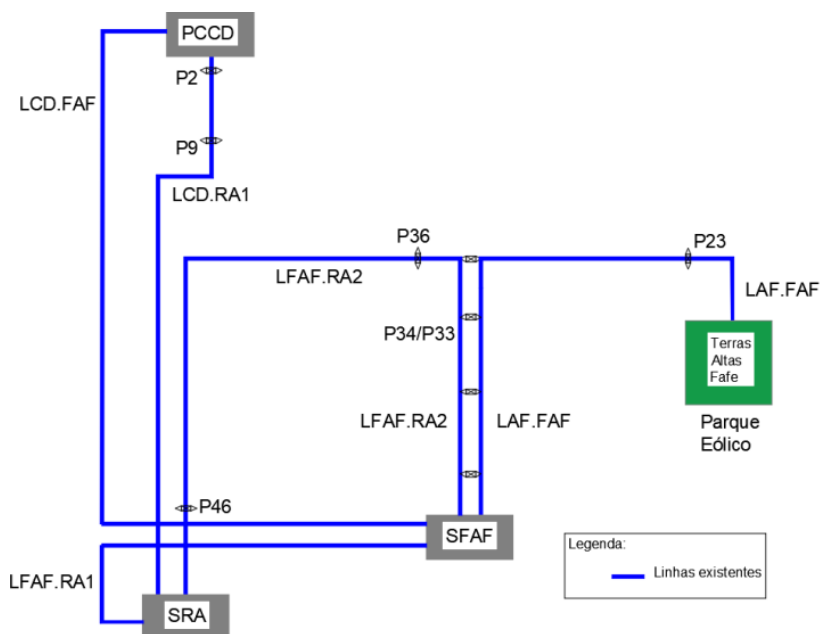 PCCD
P2
LCD.FAF
P9
LCD.RA1
P36
P23
LFAF.RA2
LAF.FAF
P34/P33
Terras
Altas
Fafe
LFAF.RA2
LAF.FAF
Parque
Eólico
P46
SFAF
Legenda:
Linhas existentes
LFAF.RA1
SRA